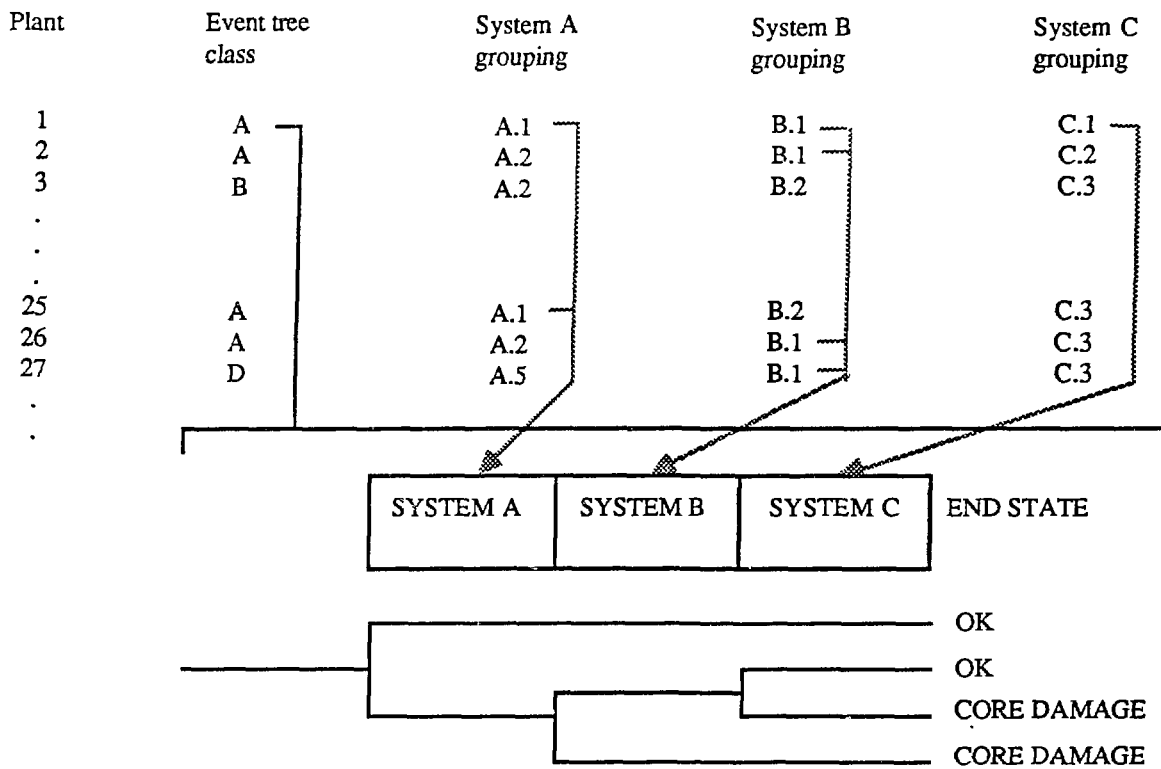 Plant Event tree class System A grouping System B grouping System C grouping
1 A A.1 B.1 C.1
2 A A.2 B.1 C.2
3 B A.2 B.2 C.3
.
.
.
25 A A.1 B.2 C.3
26 A A.2 B.1 C.3
27 D A.5 B.1 C.3
.
.
SYSTEM A SYSTEM B SYSTEM C END STATE
OK
OK
CORE DAMAGE
CORE DAMAGE